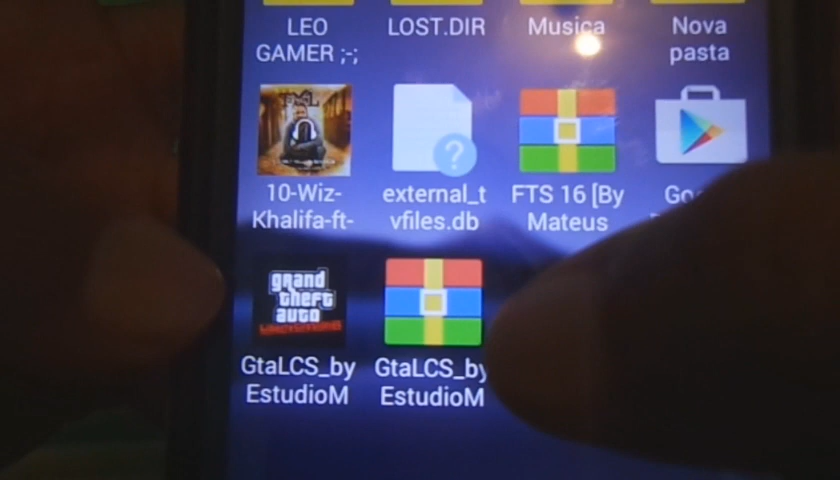 LEO
GAMER ;-;
LOST.DIR
Musica
Nova
pasta
10-Wiz-
Khalifa-ft-
external_t
vfiles.db
FTS 16 [By
Mateus
grand
theft
auto
GtaLCS_by
EstudioM
GtaLCS_by
EstudioM